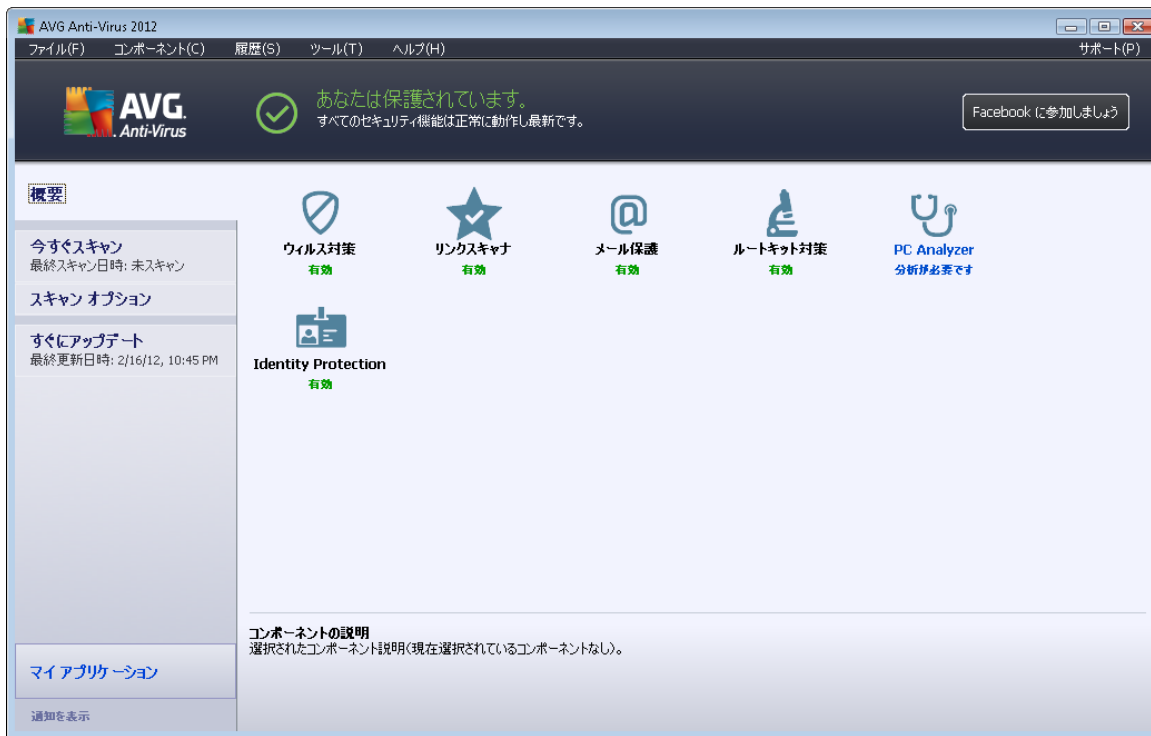 AVG Anti-Virus 2012
ファイル(F) コンポーネント(C) 履歴(S) ツール(T) ヘルプ(H) サポート(P)
AVG.
Anti-Virus
あなたは保護されています。
すべてのセキュリティ機能は正常に動作し最新です。
Facebook に参加しましょう
概要
今すぐスキャン
最終スキャン日時: 未スキャン
スキャン オプション
すぐにアップデート
最終更新日時: 2/16/12, 10:45 PM
ウィルス対策
有効
リンクスキャナ
有効
メール保護
有効
ルートキット対策
有効
PC Analyzer
分析が必要です
Identity Protection
有効
コンポーネントの説明
選択されたコンポーネント説明(現在選択されているコンポーネントなし)。
マイ アプリケーション
通知を表示